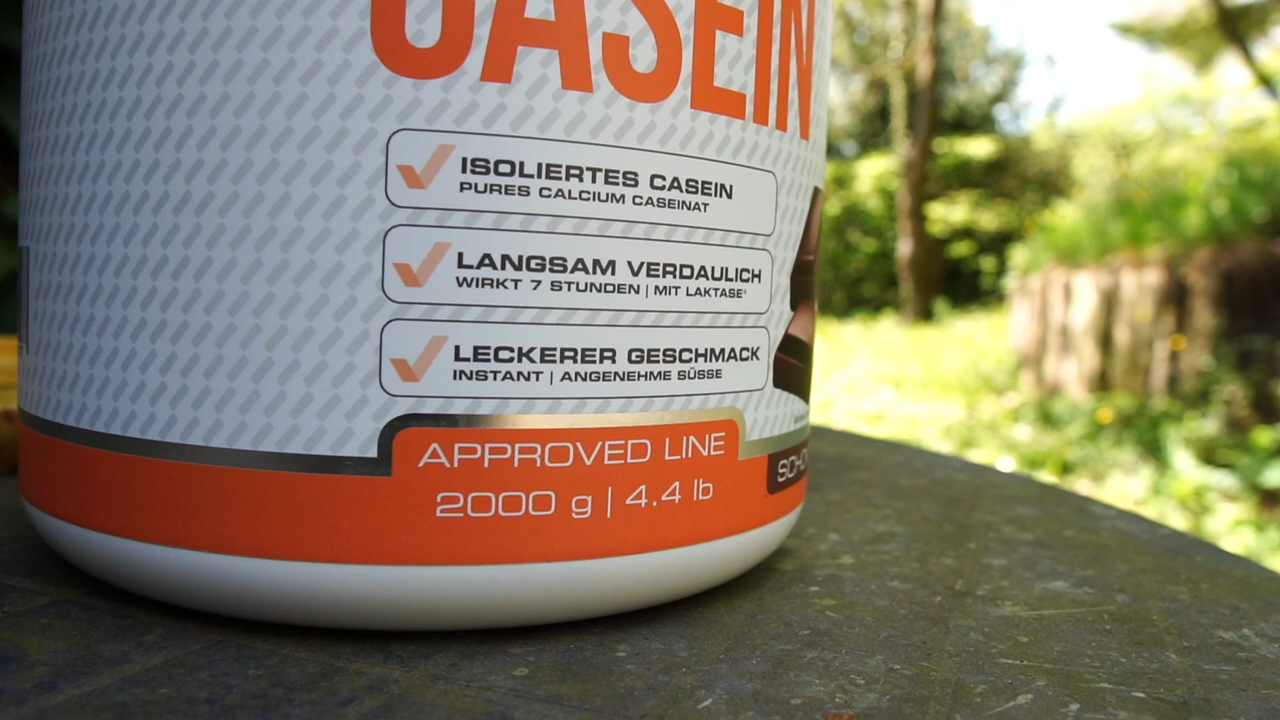 CASEIN
ISOLIERTES CASEIN
PURES CALCIUM CASEINAT
LANGSAM VERDAULICH
WIRKT 7 STUNDEN | MIT LAKTASE*
LECKERER GESCHMACK
INSTANT | ANGENEHME SÜSSE
APPROVED LINE
2000 g | 4.4 lb